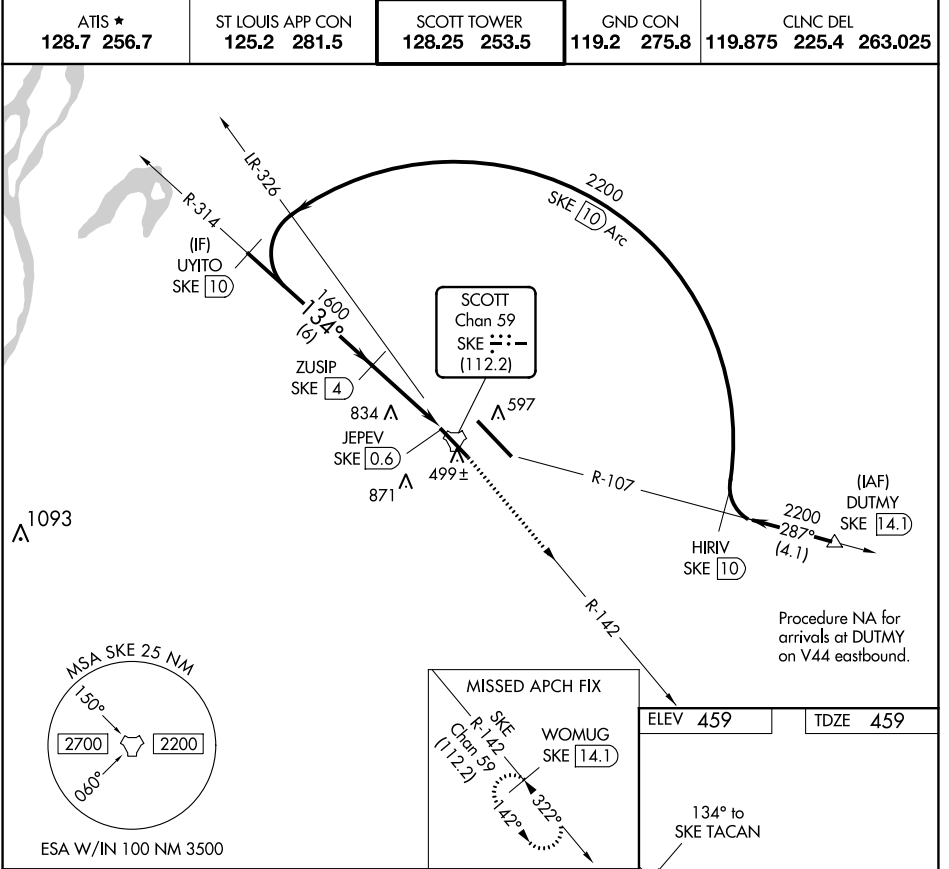 ATIS ★
128.7 256.7
ST LOUIS APP CON
125.2 281.5
SCOTT TOWER
128.25 253.5
GND CON
119.2 275.8
CLNC DEL
119.875 225.4 263.025
LR-326
R-314
2200
SKE 10 Arc
(IF)
UYITO
SKE 10
1600
134°
(6)
SCOTT
Chan 59
SKE
(112.2)
ZUSIP
SKE 4
834
597
JEPEV
SKE 0.6
499±
871
R-107
(IAF)
DUTMY
SKE 14.1
2200
287°
(4.1)
HIRIV
SKE 10
1093
R-142
Procedure NA for
arrivals at DUTMY
on V44 eastbound.
MSA SKE 25 NM
150°
2700
2200
060°
ESA W/IN 100 NM 3500
MISSED APCH FIX
SKE
R-142
Chan 59
(112.2)
WOMUG
SKE 14.1
322°
142°
ELEV 459
TDZE 459
134° to
SKE TACAN